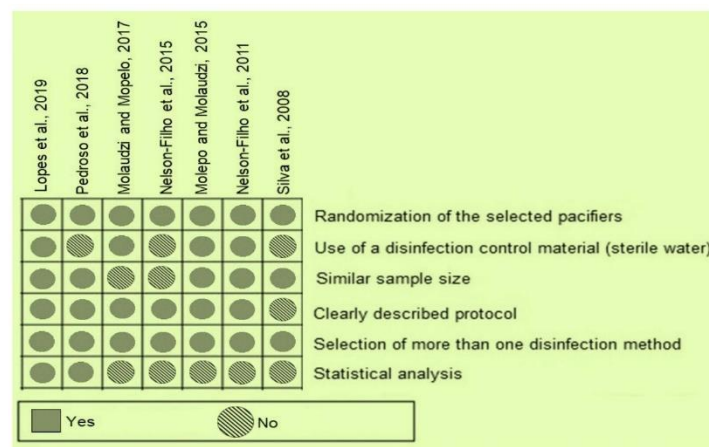 Lopes et al., 2019
Pedroso et al., 2018
Molaudzi and Mopelo, 2017
Nelson-Filho et al., 2015
Molepo and Molaudzi, 2015
Nelson-Filho et al., 2011
Silva et al., 2008
Randomization of the selected pacifiers
Use of a disinfection control material (sterile water)
Similar sample size
Clearly described protocol
Selection of more than one disinfection method
Statistical analysis
Yes
No